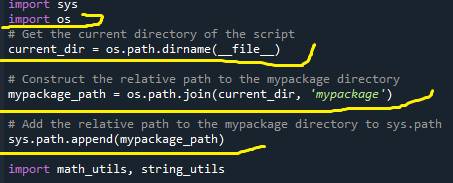 import sys
import os
# Get the current directory of the script
current_dir = os.path.dirname(__file__)
# Construct the relative path to the mypackage directory
mypackage_path = os.path.join(current_dir, 'mypackage')
# Add the relative path to the mypackage directory to sys.path
sys.path.append(mypackage_path)
import math_utils, string_utils